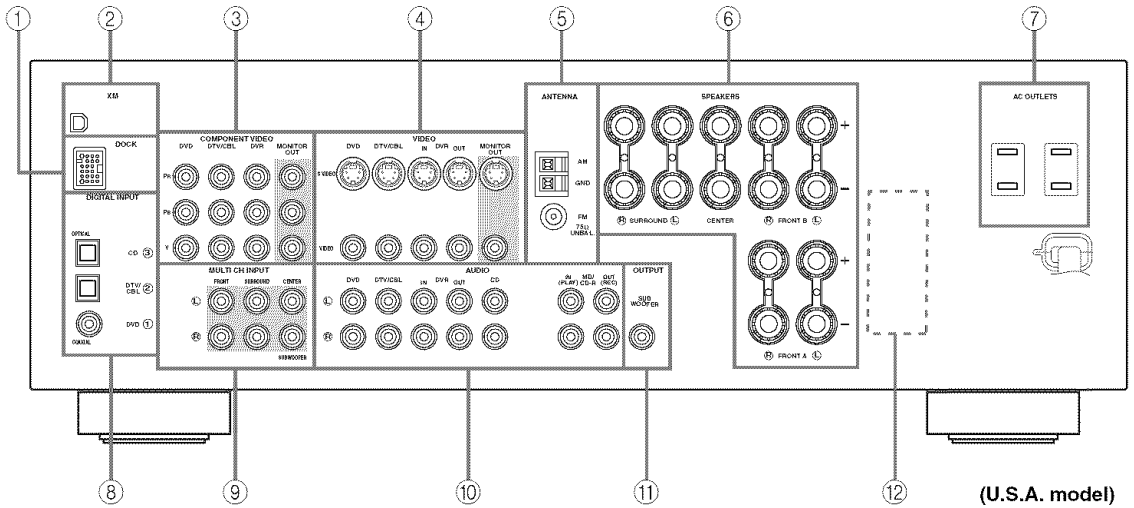 ① ② ③ ④ ⑤ ⑥ ⑦
XM
DOCK
COMPONENT VIDEO
DVD DTV/CBL DVR MONITOR OUT
PR
PB
Y
VIDEO
DVD DTV/CBL IN DVR OUT MONITOR OUT
S VIDEO
VIDEO
ANTENNA
AM
GND
FM
75Ω
UNBAL.
SPEAKERS
+
−
Ⓡ SURROUND Ⓛ CENTER Ⓡ FRONT B Ⓛ
+
−
Ⓡ FRONT A Ⓛ
AC OUTLETS
DIGITAL INPUT
OPTICAL
CD ③
DTV/
CBL ②
DVD ①
COAXIAL
MULTI CH INPUT
FRONT SURROUND CENTER
Ⓛ
Ⓡ
SUBWOOFER
AUDIO
DVD DTV/CBL IN DVR OUT CD
IN (PLAY) MD/ CD-R OUT (REC)
Ⓛ
Ⓡ
OUTPUT
SUB
WOOFER
⑧ ⑨ ⑩ ⑪ ⑫
(U.S.A. model)